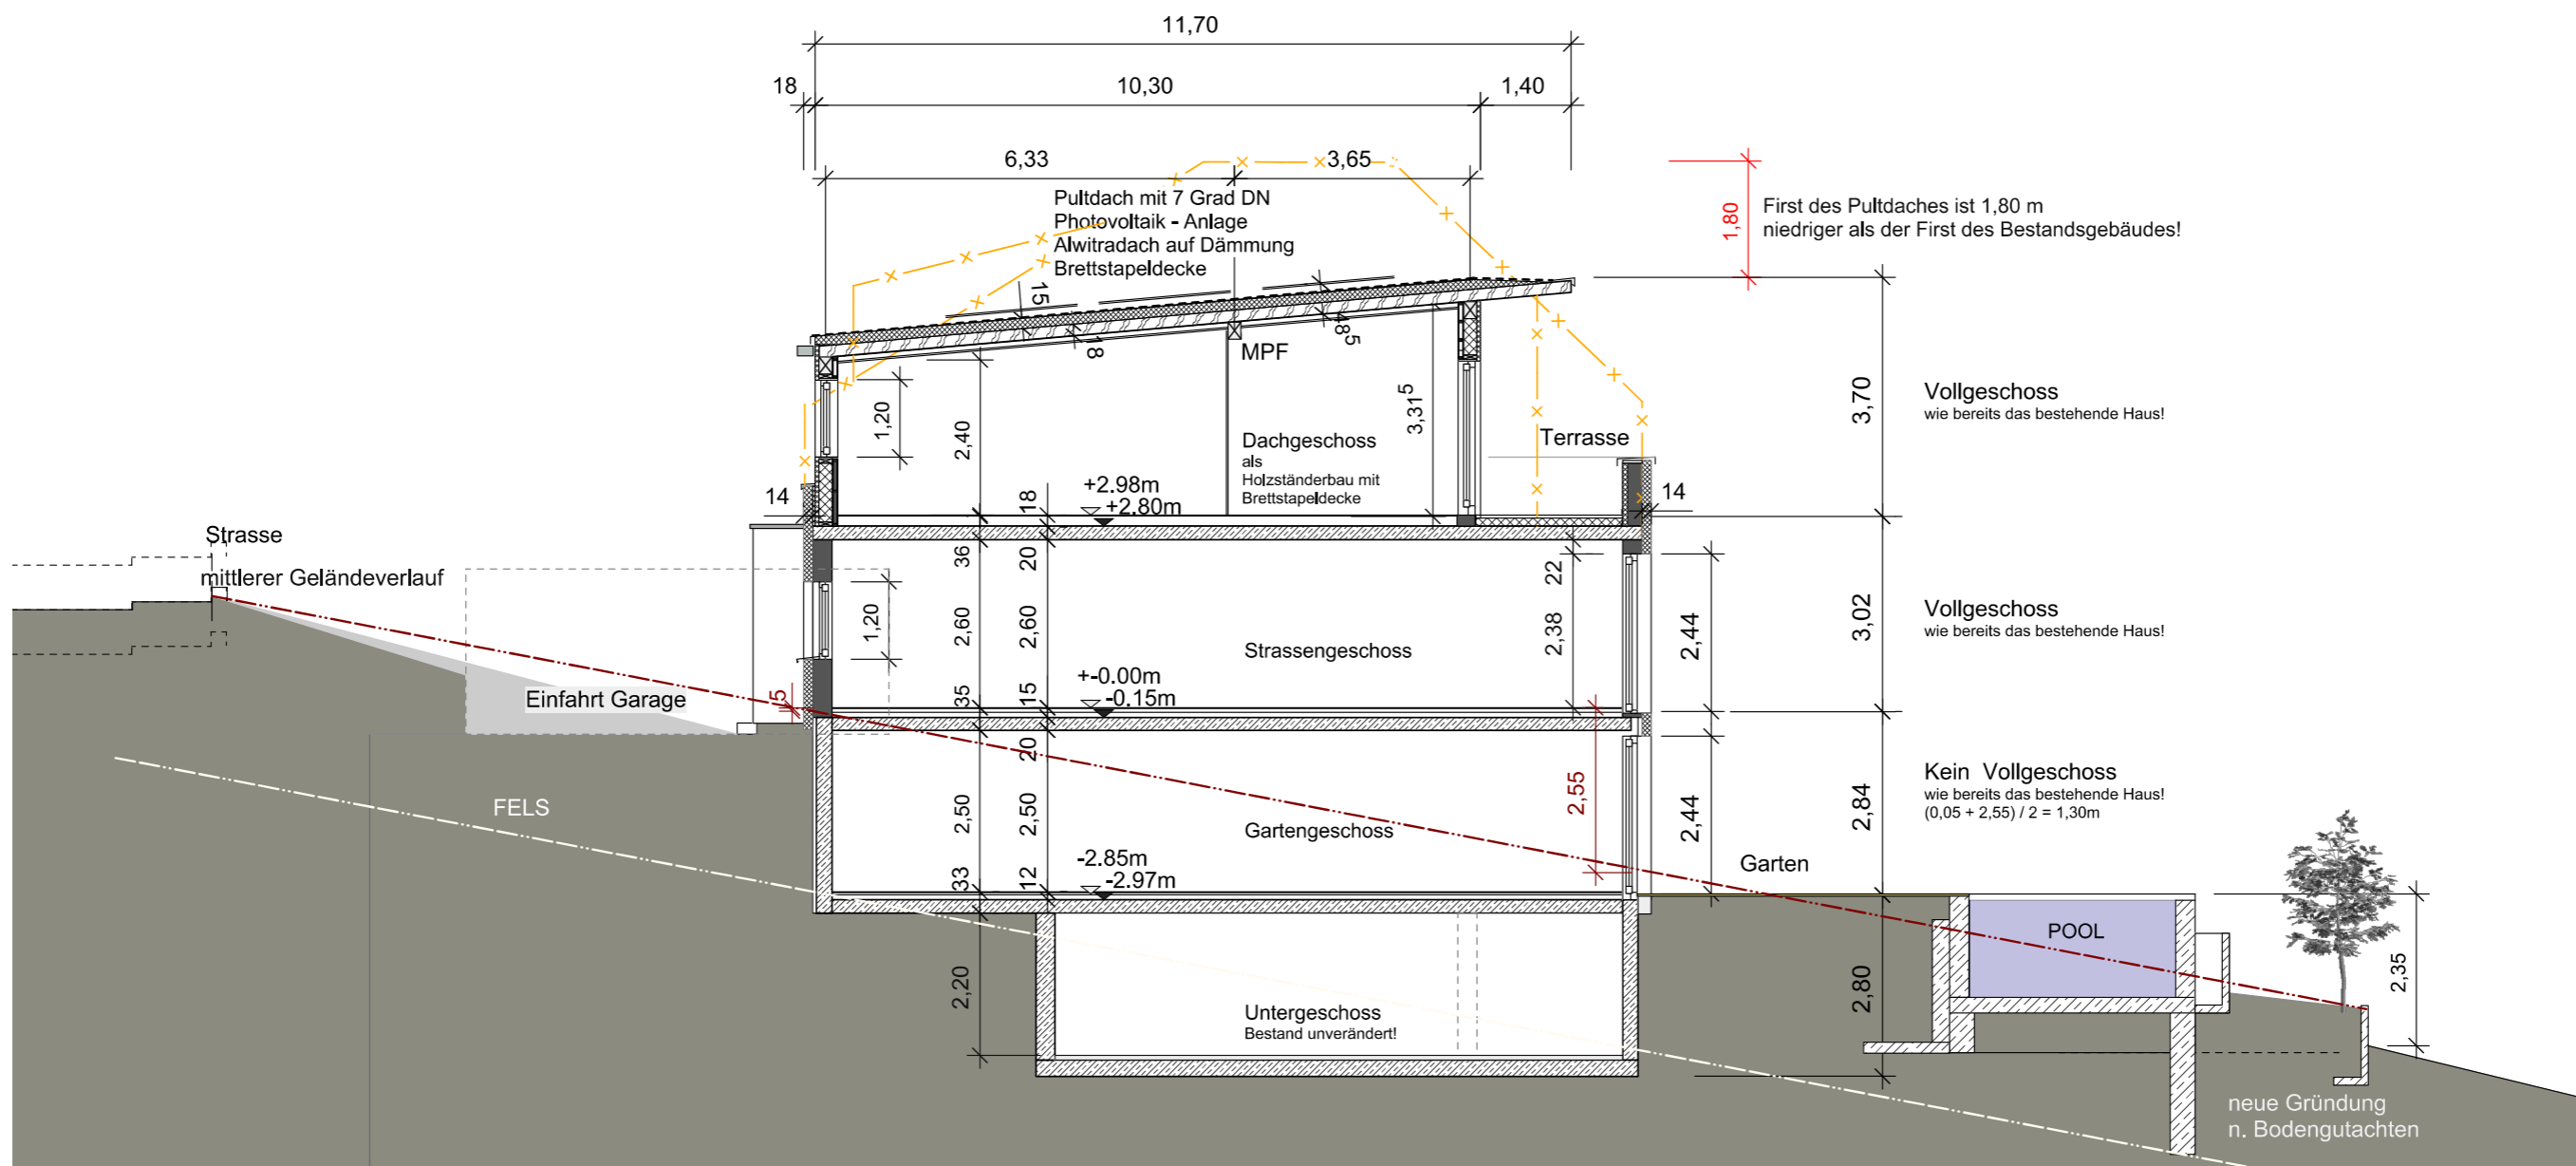 11,70
18
10,30
1,40
6,33
3,65
Pultdach mit 7 Grad DN
Photovoltaik - Anlage
Alwitradach auf Dämmung
Brettstapeldecke
1,80
First des Pultdaches ist 1,80 m
niedriger als der First des Bestandsgebäudes!
15
18
48⁵
MPF
1,20
2,40
3,31⁵
3,70
Vollgeschoss
wie bereits das bestehende Haus!
Dachgeschoss
als
Holzständerbau mit
Brettstapeldecke
Terrasse
14
18
+2.98m
+2.80m
14
Strasse
mittlerer Geländeverlauf
36
20
22
1,20
2,60
2,60
2,38
2,44
3,02
Vollgeschoss
wie bereits das bestehende Haus!
Strassengeschoss
Einfahrt Garage
5
35
15
+-0.00m
-0.15m
20
2,55
Kein Vollgeschoss
wie bereits das bestehende Haus!
(0,05 + 2,55) / 2 = 1,30m
FELS
2,50
2,50
Gartengeschoss
2,44
2,84
33
12
-2.85m
-2.97m
Garten
POOL
2,20
2,80
2,35
Untergeschoss
Bestand unverändert!
neue Gründung
n. Bodengutachten